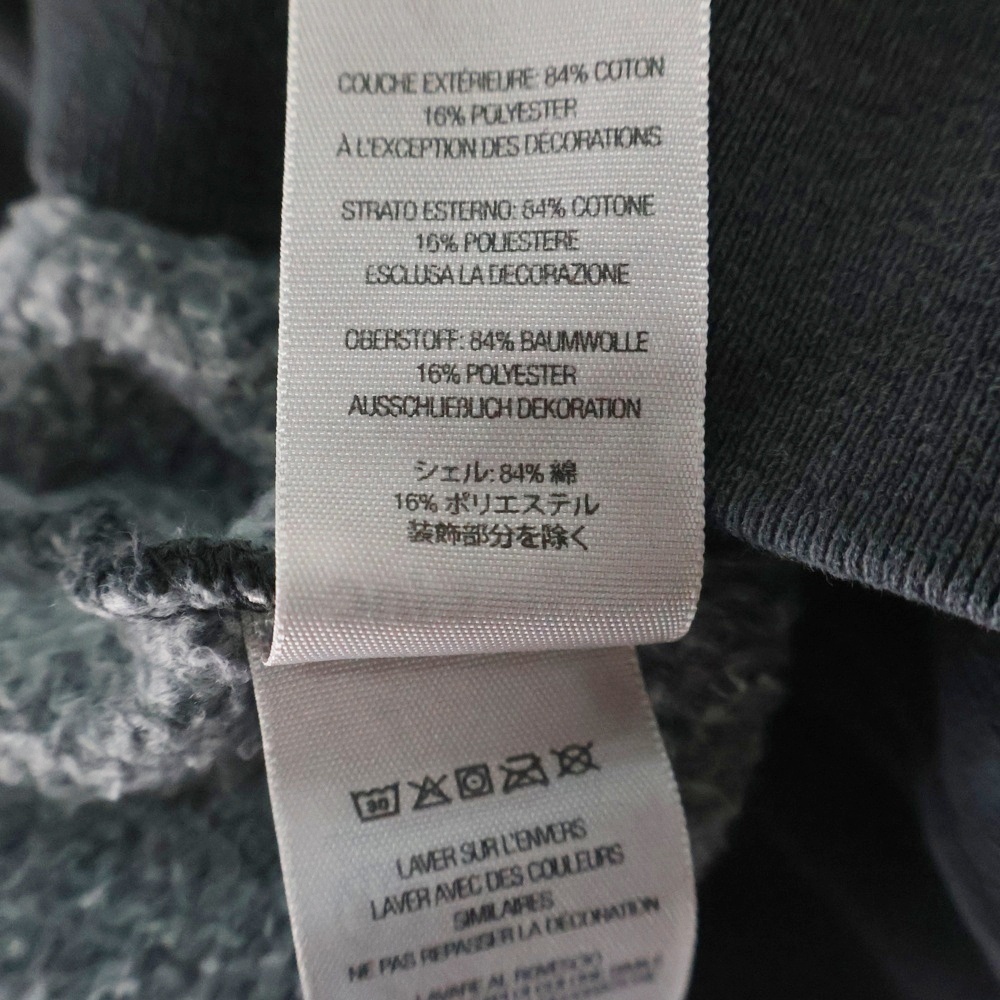 COUCHE EXTÉRIEURE: 84% COTON
16% POLYESTER
À L'EXCEPTION DES DÉCORATIONS
STRATO ESTERNO: 84% COTONE
16% POLIESTERE
ESCLUSA LA DECORAZIONE
OBERSTOFF: 84% BAUMWOLLE
16% POLYESTER
AUSSCHLIEßLICH DEKORATION
シェル: 84% 綿
16% ポリエステル
装飾部分を除く
30
LAVER SUR L'ENVERS
LAVER AVEC DES COULEURS
SIMILAIRES
NE PAS REPASSER LA DÉCORATION
LAVARE AL ROVESCIO